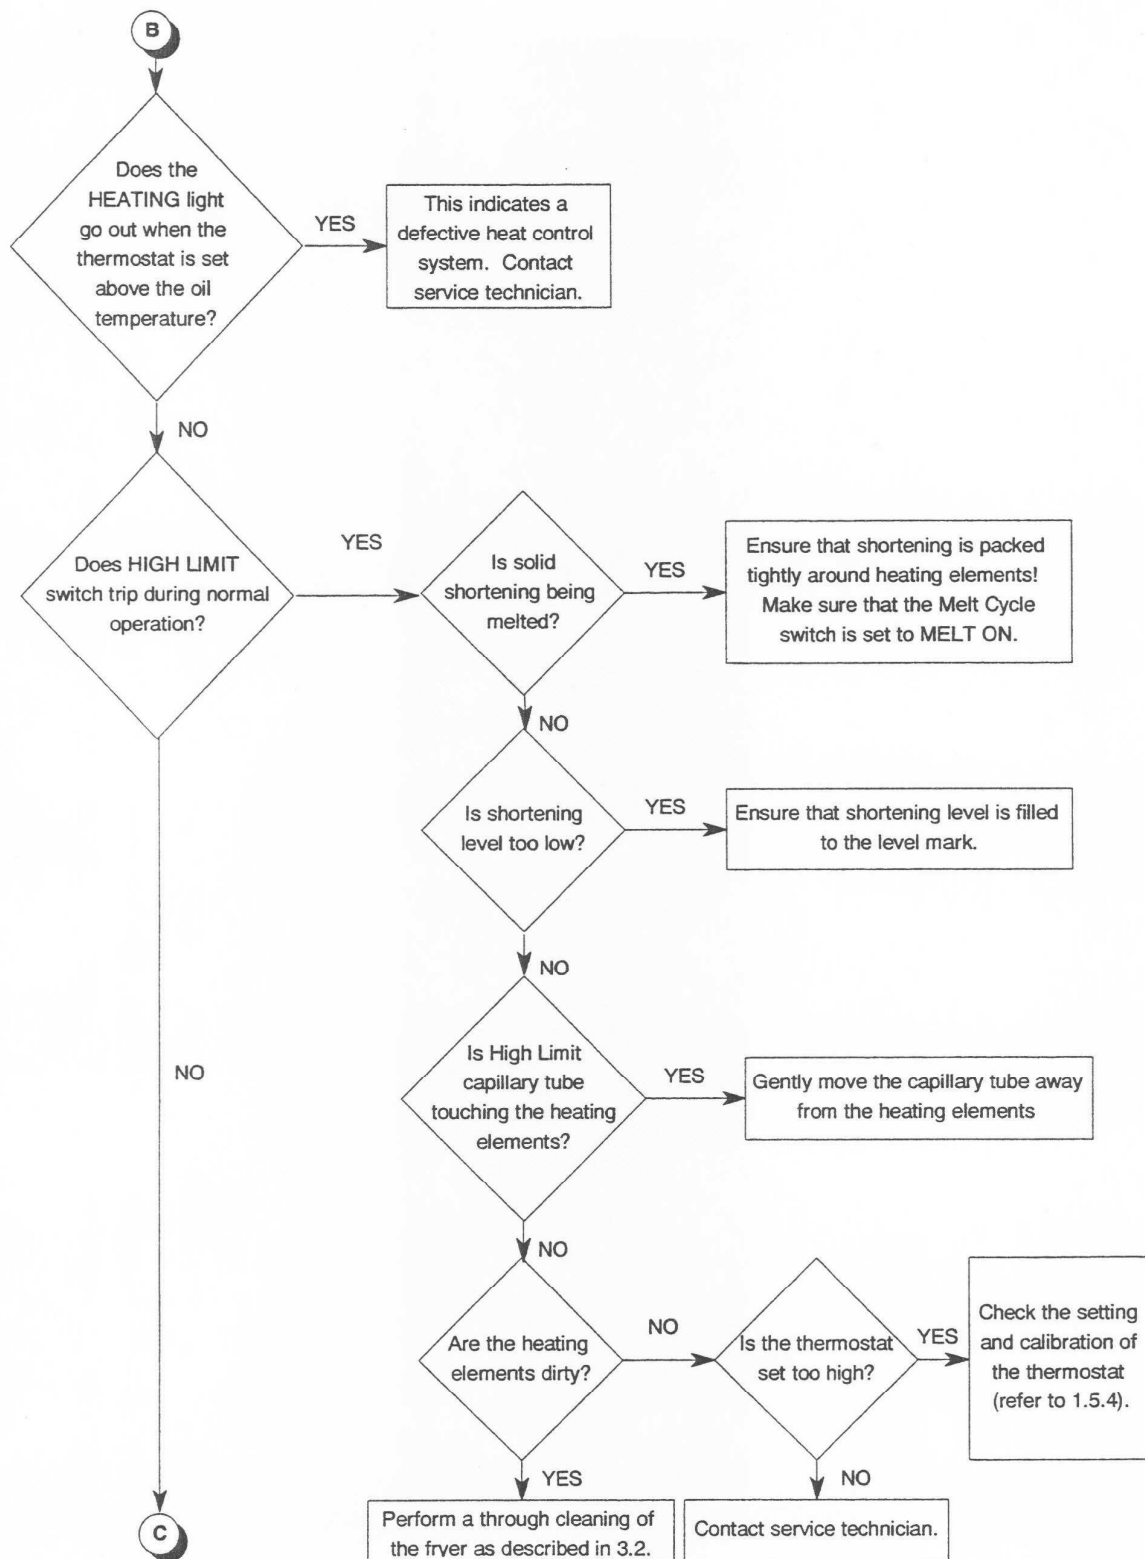 B
Does the
HEATING light
go out when the
thermostat is set
above the oil
temperature?
YES
This indicates a
defective heat control
system. Contact
service technician.
NO
Does HIGH LIMIT
switch trip during normal
operation?
YES
Is solid
shortening being
melted?
YES
Ensure that shortening is packed
tightly around heating elements!
Make sure that the Melt Cycle
switch is set to MELT ON.
NO
Is shortening
level too low?
YES
Ensure that shortening level is filled
to the level mark.
NO
Is High Limit
capillary tube
touching the heating
elements?
YES
Gently move the capillary tube away
from the heating elements
NO
NO
Are the heating
elements dirty?
NO
Is the thermostat
set too high?
YES
Check the setting
and calibration of
the thermostat
(refer to 1.5.4).
YES
Perform a through cleaning of
the fryer as described in 3.2.
NO
Contact service technician.
C